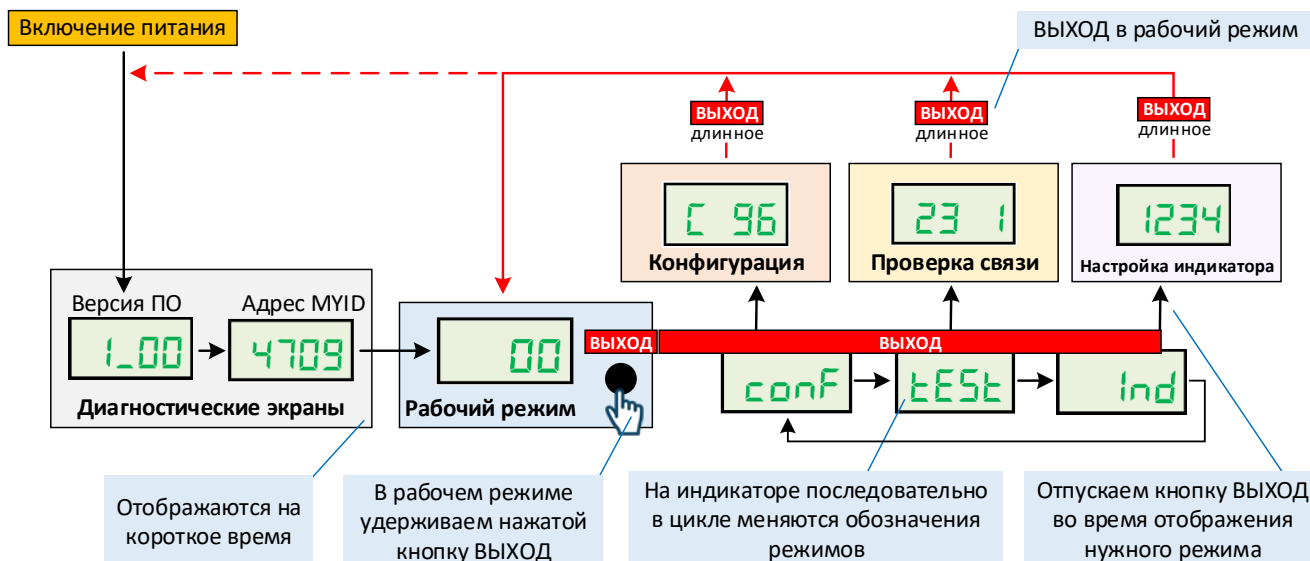 Включение питания
ВЫХОД в рабочий режим
ВЫХОД
длинное
ВЫХОД
длинное
ВЫХОД
длинное
C 96
Конфигурация
23 1
Проверка связи
1234
Настройка индикатора
Версия ПО
Адрес MYID
1_00
4709
Диагностические экраны
00
Рабочий режим
ВЫХОД
ВЫХОД
conF
tESt
Ind
Отображаются на
короткое время
В рабочем режиме
удерживаем нажатой
кнопку ВЫХОД
На индикаторе последовательно
в цикле меняются обозначения
режимов
Отпускаем кнопку ВЫХОД
во время отображения
нужного режима